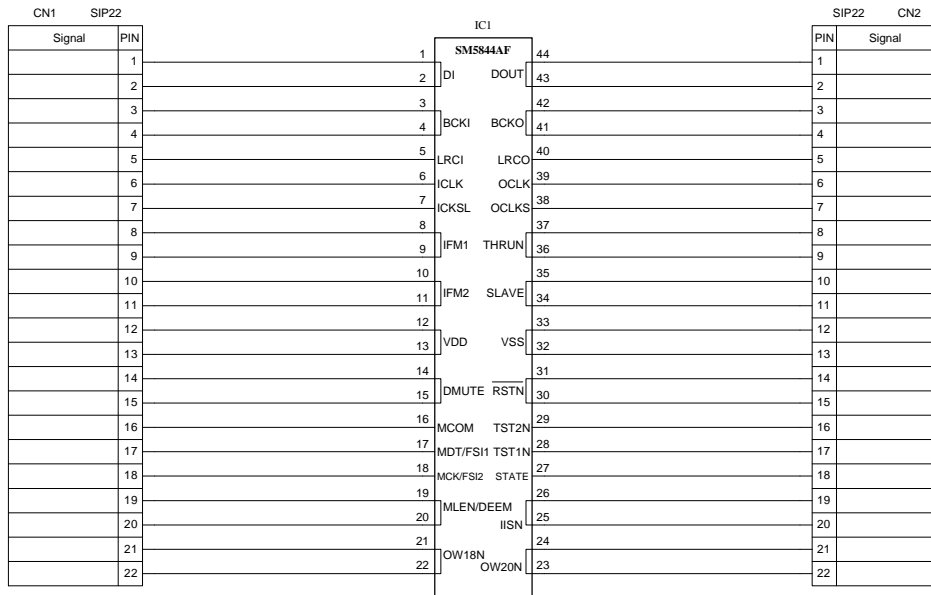 CN1 SIP22
SIP22 CN2
IC1
Signal PIN
SM5844AF
PIN Signal
1 1 44 1
2 2 DI DOUT 43 2
3 3 42 3
4 4 BCKI BCKO 41 4
5 5 LRCI LRCO 40 5
6 6 ICLK OCLK 39 6
7 7 ICKSL OCLKS 38 7
8 8 37 8
9 9 IFM1 THRUN 36 9
10 10 35 10
11 11 IFM2 SLAVE 34 11
12 12 33 12
13 13 VDD VSS 32 13
14 14 31 14
15 15 DMUTE RSTN 30 15
16 16 MCOM TST2N 29 16
17 17 MDT/FSI1 TST1N 28 17
18 18 MCK/FSI2 STATE 27 18
19 19 MLEN/DEEM 26 19
20 20 IISN 25 20
21 21 OW18N 24 21
22 22 OW20N 23 22